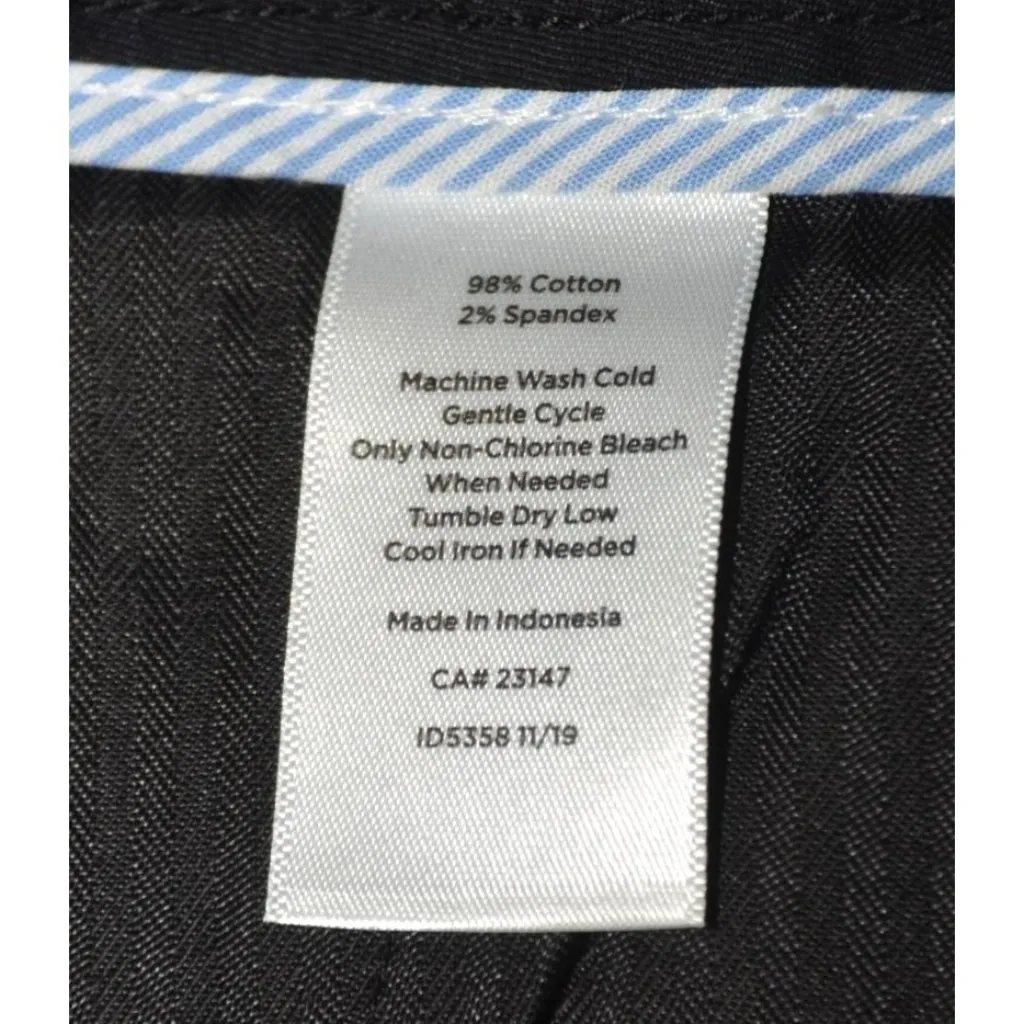 98% Cotton
2% Spandex
Machine Wash Cold
Gentle Cycle
Only Non-Chlorine Bleach
When Needed
Tumble Dry Low
Cool Iron If Needed
Made In Indonesia
CA# 23147
ID5358 11/19